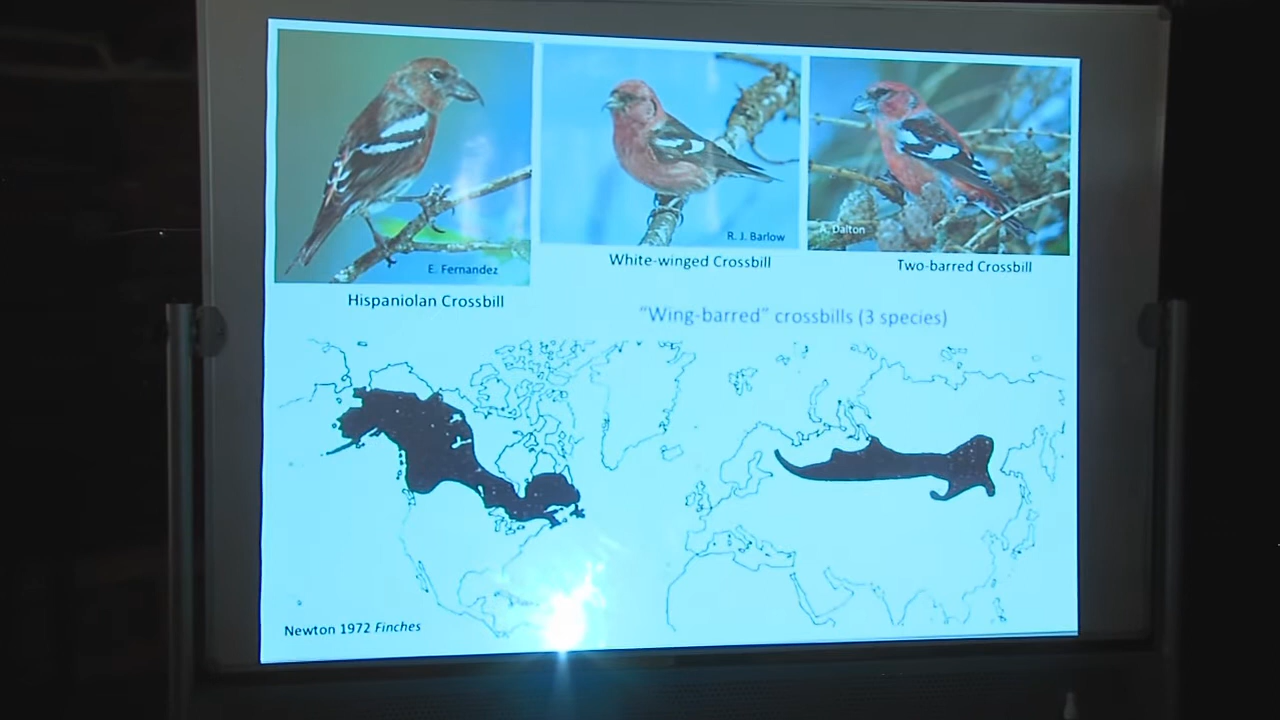 E. Fernandez
R. J. Barlow
A. Dalton
Hispaniolan Crossbill
White-winged Crossbill
Two-barred Crossbill
"Wing-barred" crossbills (3 species)
Newton 1972 Finches